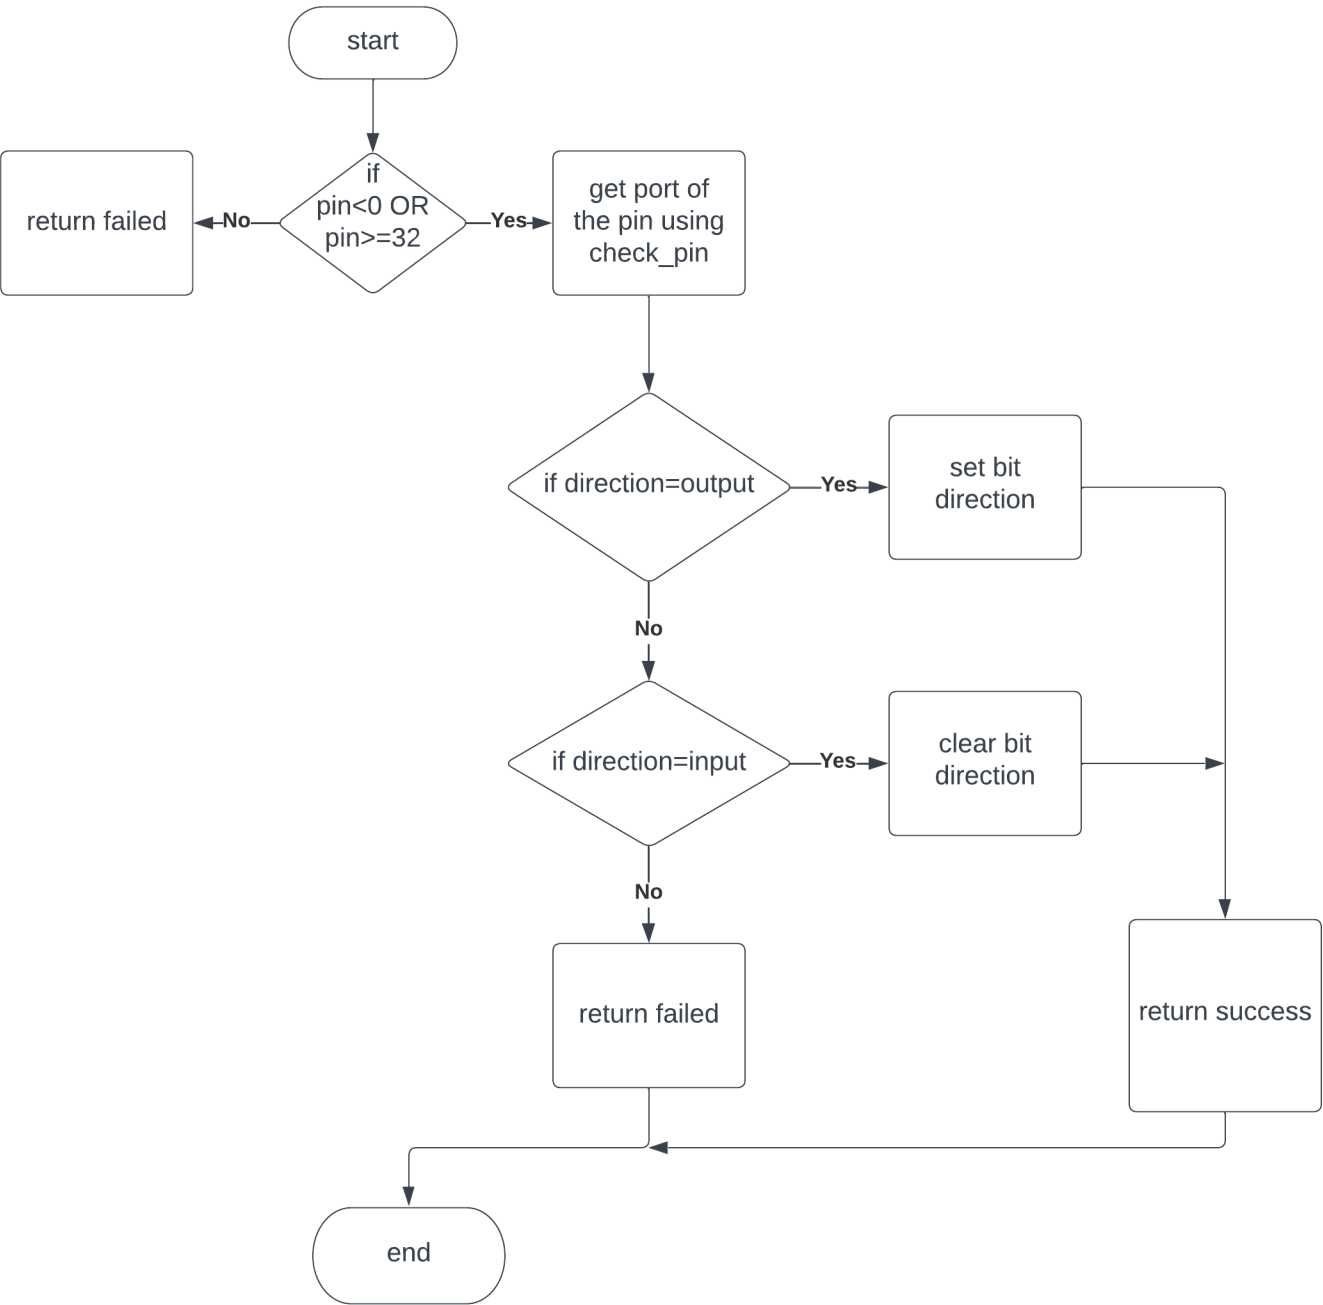 start
if
pin<0 OR
pin>=32
No
Yes
return failed
get port of
the pin using
check_pin
if direction=output
Yes
set bit
direction
No
if direction=input
Yes
clear bit
direction
No
return failed
return success
end